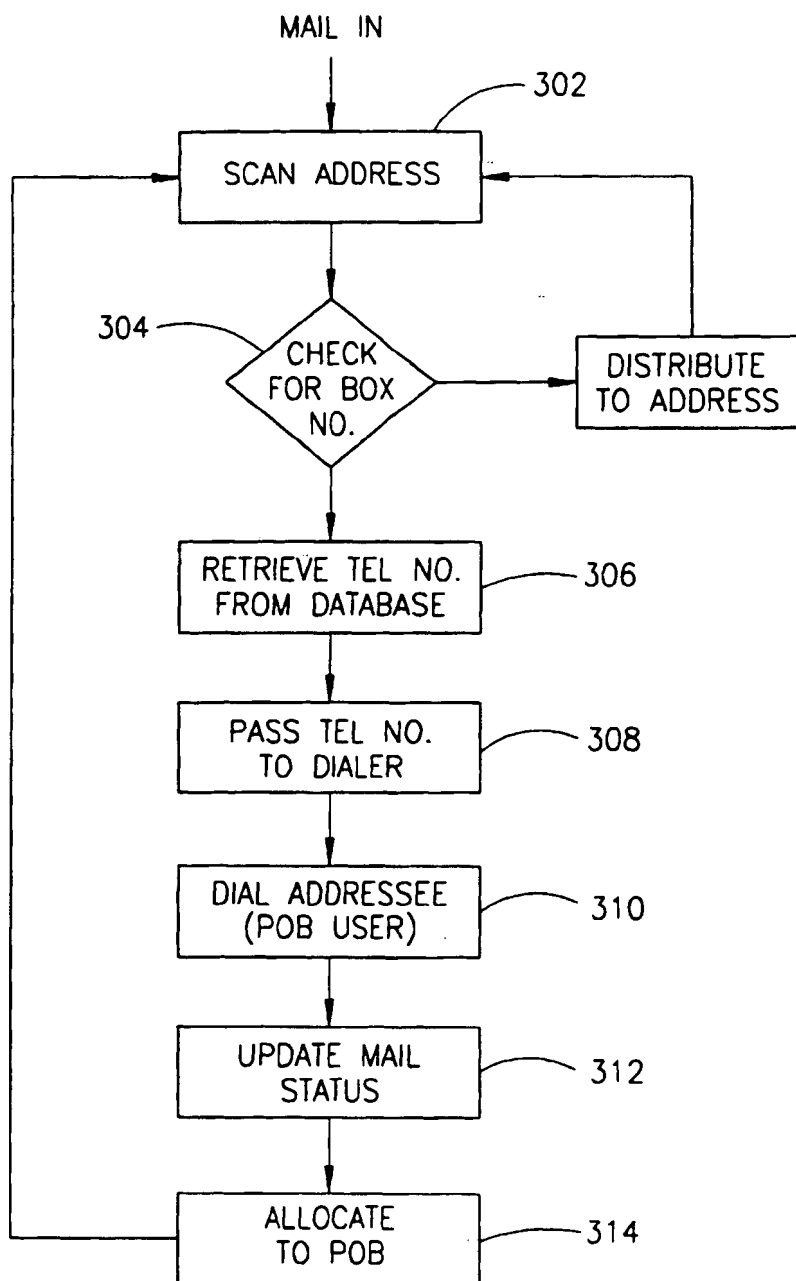 MAIL IN
302
SCAN ADDRESS
304
CHECK
FOR BOX
NO.
DISTRIBUTE
TO ADDRESS
RETRIEVE TEL NO.
FROM DATABASE
306
PASS TEL NO.
TO DIALER
308
DIAL ADDRESSEE
(POB USER)
310
UPDATE MAIL
STATUS
312
ALLOCATE
TO POB
314